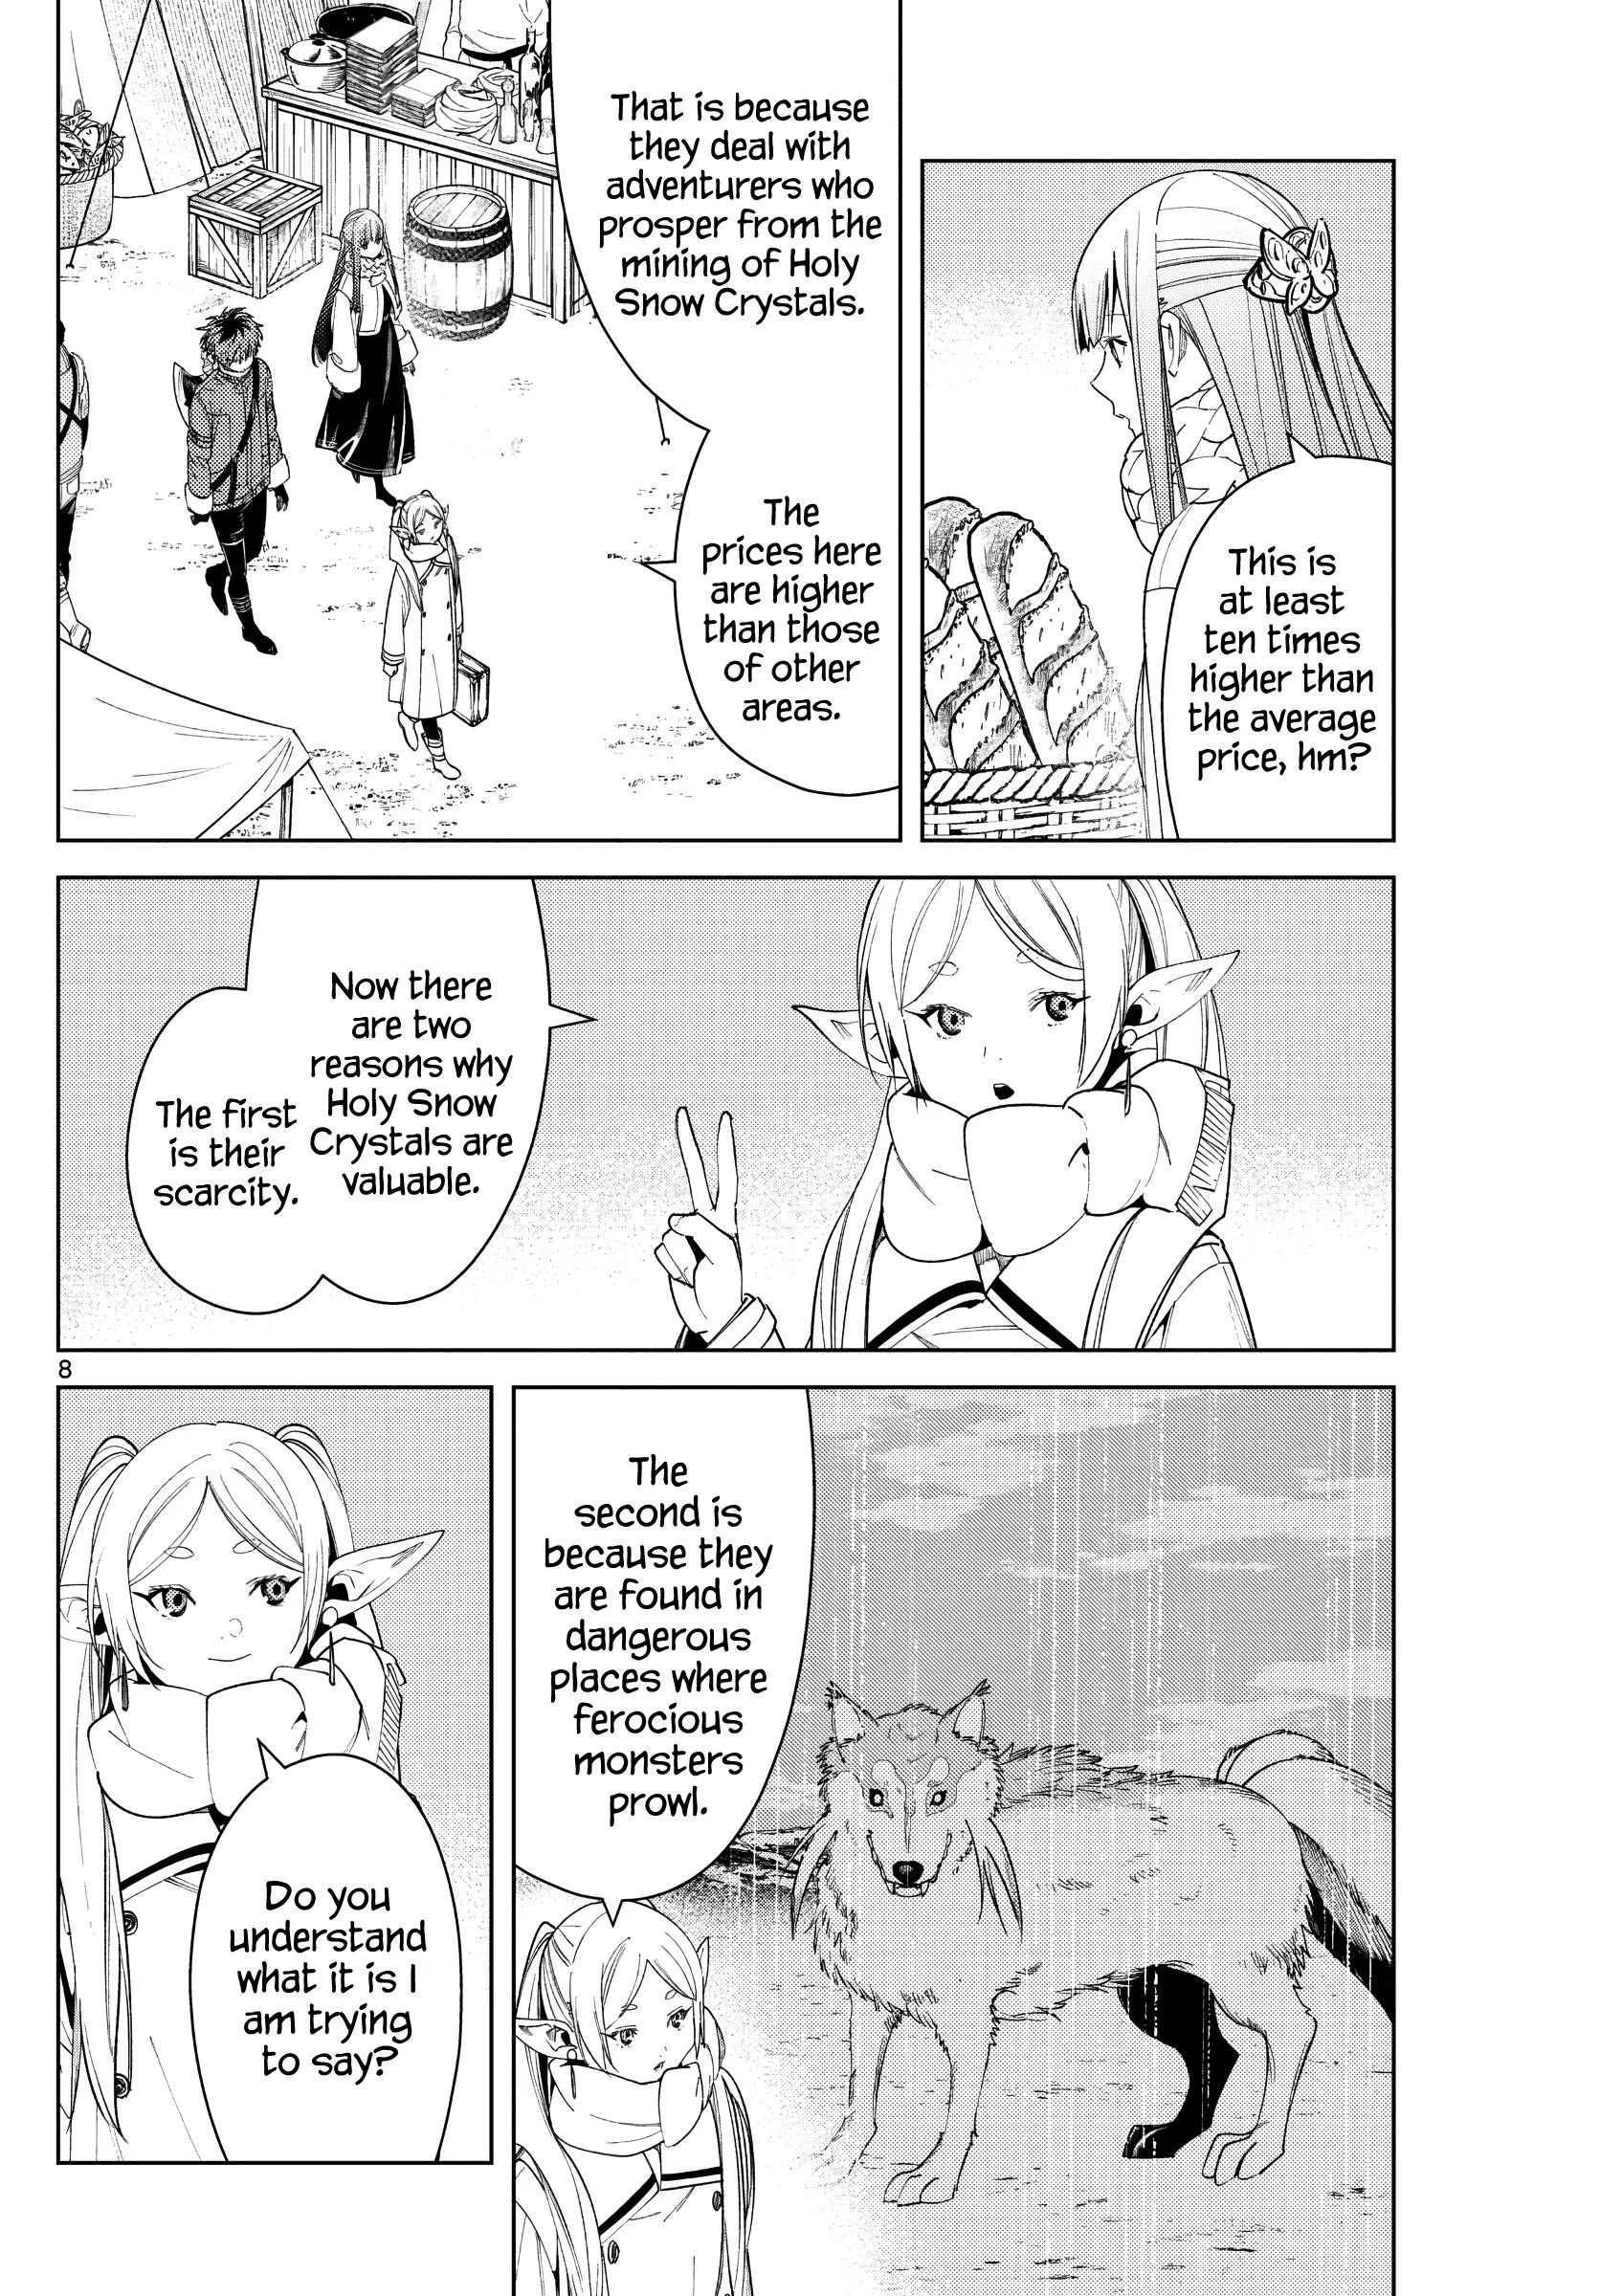 This is
at least
ten times
higher than
the average
price, hm?
That is because
they deal with
adventurers who
prosper from the
mining of Holy
Snow Crystals.
The
prices here
are higher
than those
of other
areas.
Now there
are two
reasons why
Holy Snow
Crystals are
valuable.
The first
is their
scarcity.
8
The
second is
because they
are found in
dangerous
places where
ferocious
monsters
prowl.
Do you
understand
what it is I
am trying
to say?